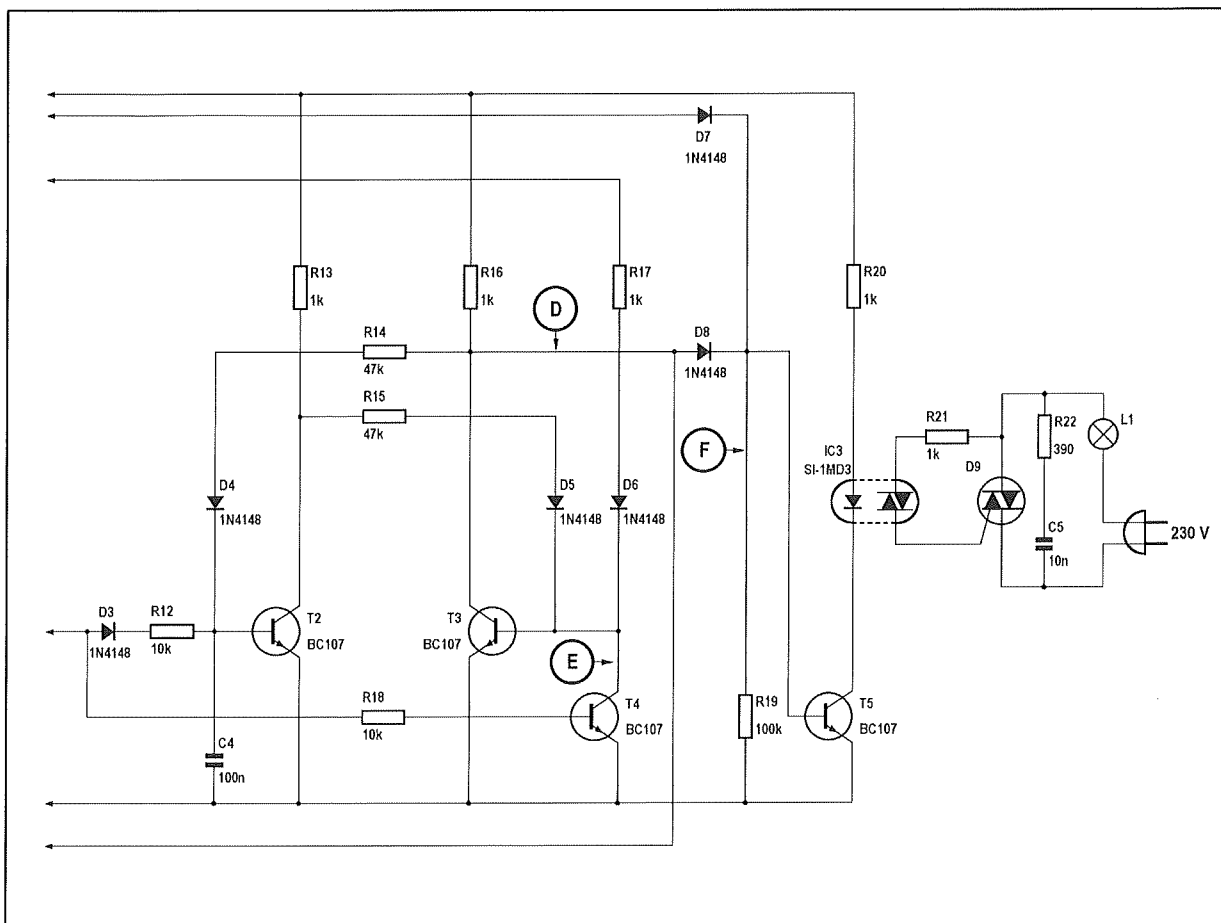 D7
1N4148
R13
1k
R16
1k
R17
1k
R20
1k
D
R14
47k
D8
1N4148
R15
47k
F
R21
1k
R22
390
L1
IC3
SI-1MD3
D9
D4
1N4148
D5
1N4148
D6
1N4148
C5
10n
230 V
D3
1N4148
R12
10k
T2
BC107
T3
BC107
E
R18
10k
T4
BC107
R19
100k
T5
BC107
C4
100n